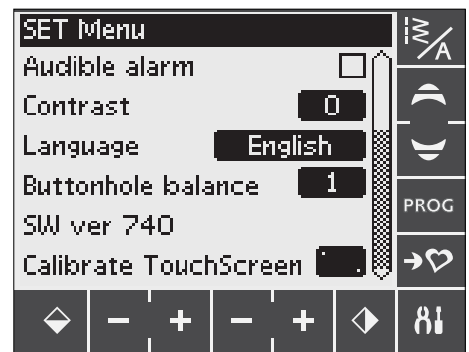 SET Menu
Audible alarm
Contrast 0
Language English
Buttonhole balance 1
SW ver 740
Calibrate TouchScreen
A
PROG
− + − +